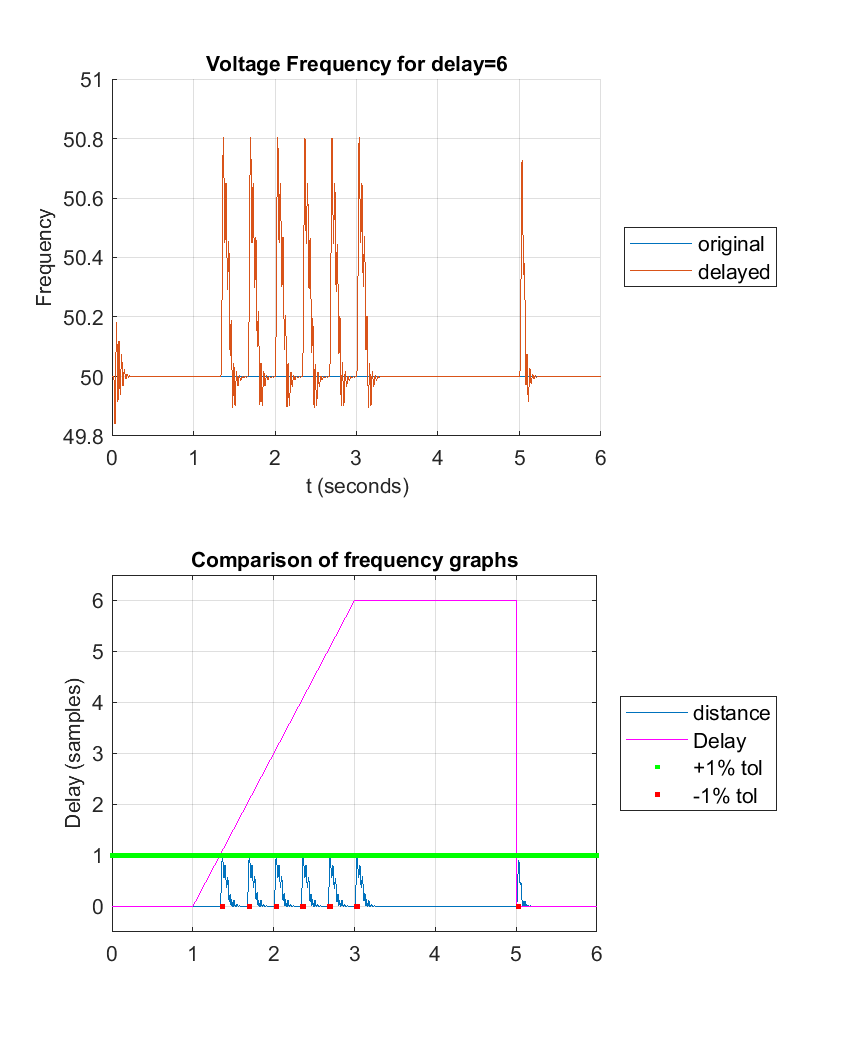 Voltage Frequency for delay=6
51
50.8
50.6
50.4
50.2
50
49.8
Frequency
0 1 2 3 4 5 6
t (seconds)
original
delayed
Comparison of frequency graphs
6
5
4
3
2
1
0
Delay (samples)
0 1 2 3 4 5 6
distance
Delay
+1% tol
-1% tol